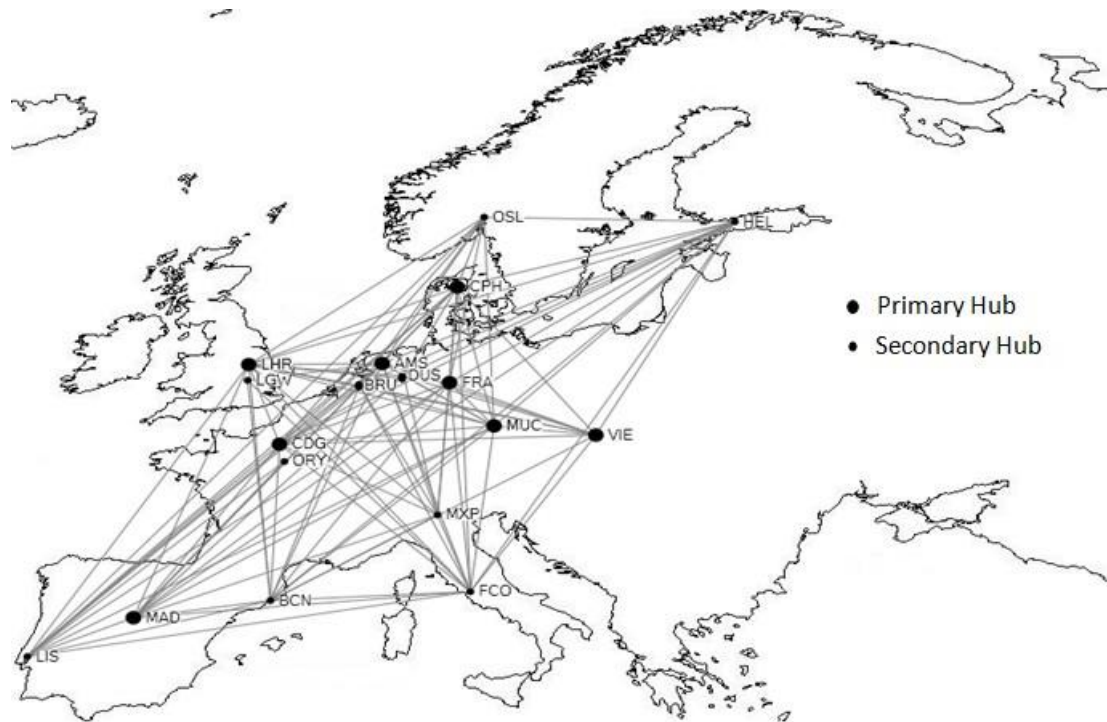 OSL
HEL
CPH
Primary Hub
Secondary Hub
LHR
AMS
DUS
LGW
BRU
FRA
MUC
VIE
CDG
ORY
MXP
FCO
BCN
MAD
LIS